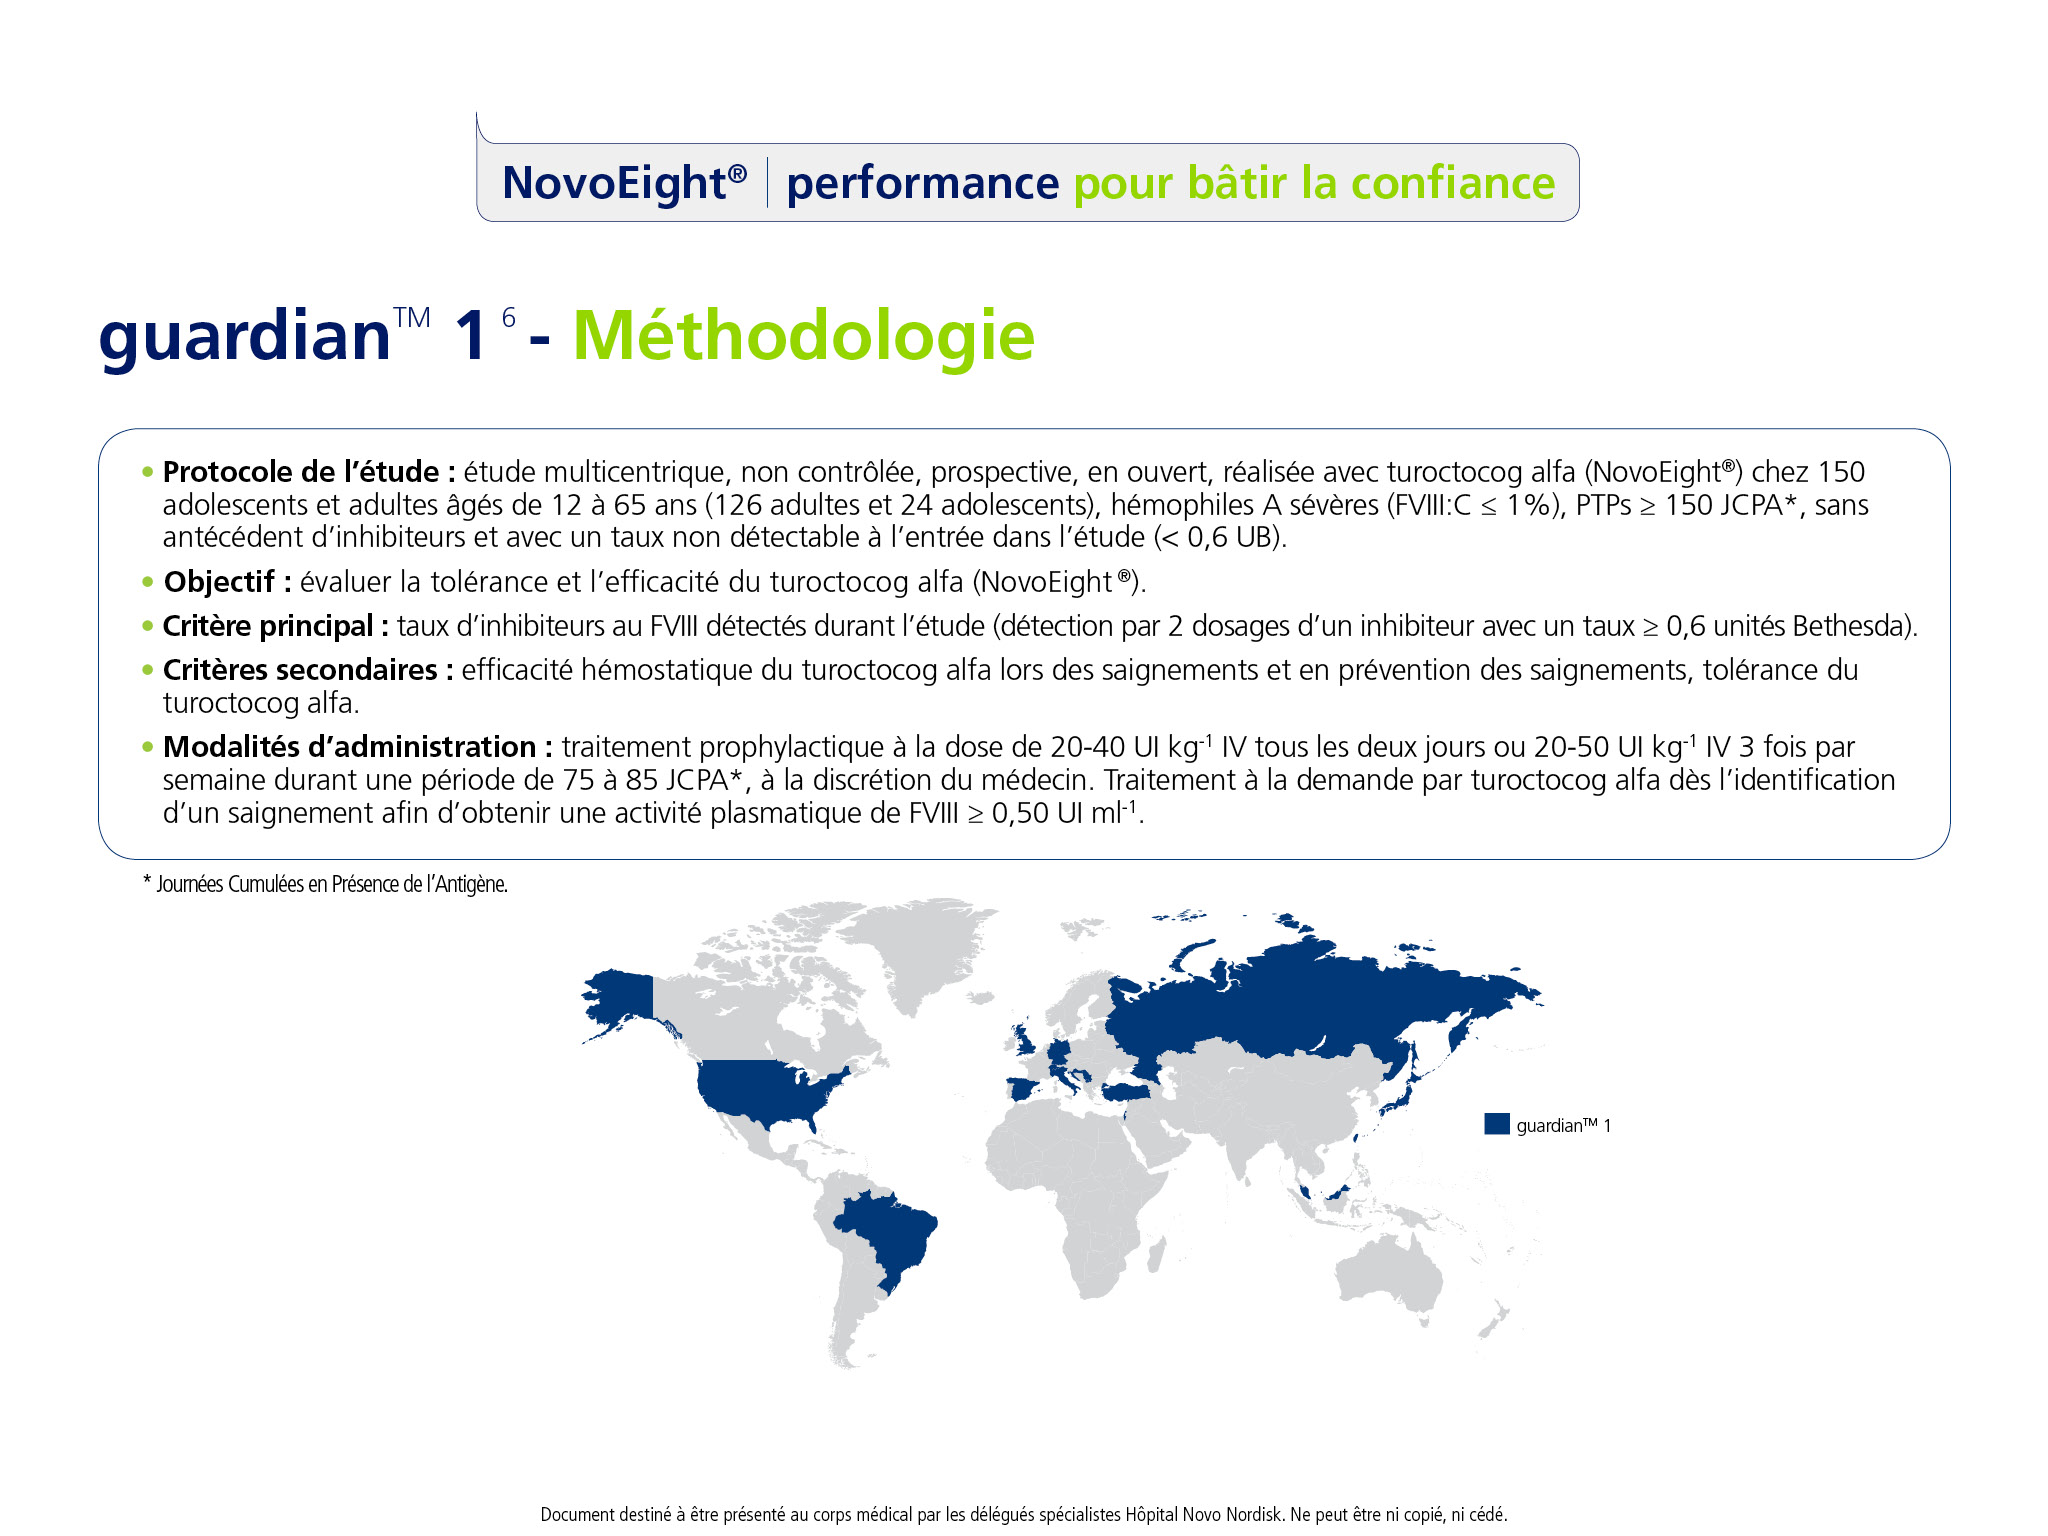 NovoEight® | performance pour bâtir la confiance
guardian™ 1 6 - Méthodologie
• Protocole de l’étude : étude multicentrique, non contrôlée, prospective, en ouvert, réalisée avec turoctocog alfa (NovoEight®) chez 150
adolescents et adultes âgés de 12 à 65 ans (126 adultes et 24 adolescents), hémophiles A sévères (FVIII:C ≤ 1%), PTPs ≥ 150 JCPA*, sans
antécédent d’inhibiteurs et avec un taux non détectable à l’entrée dans l’étude (< 0,6 UB).
• Objectif : évaluer la tolérance et l’efficacité du turoctocog alfa (NovoEight ®).
• Critère principal : taux d’inhibiteurs au FVIII détectés durant l’étude (détection par 2 dosages d’un inhibiteur avec un taux ≥ 0,6 unités Bethesda).
• Critères secondaires : efficacité hémostatique du turoctocog alfa lors des saignements et en prévention des saignements, tolérance du
turoctocog alfa.
• Modalités d’administration : traitement prophylactique à la dose de 20-40 UI kg⁻¹ IV tous les deux jours ou 20-50 UI kg⁻¹ IV 3 fois par
semaine durant une période de 75 à 85 JCPA*, à la discrétion du médecin. Traitement à la demande par turoctocog alfa dès l’identification
d’un saignement afin d’obtenir une activité plasmatique de FVIII ≥ 0,50 UI ml⁻¹.
* Journées Cumulées en Présence de l’Antigène.
guardian™ 1
Document destiné à être présenté au corps médical par les délégués spécialistes Hôpital Novo Nordisk. Ne peut être ni copié, ni cédé.